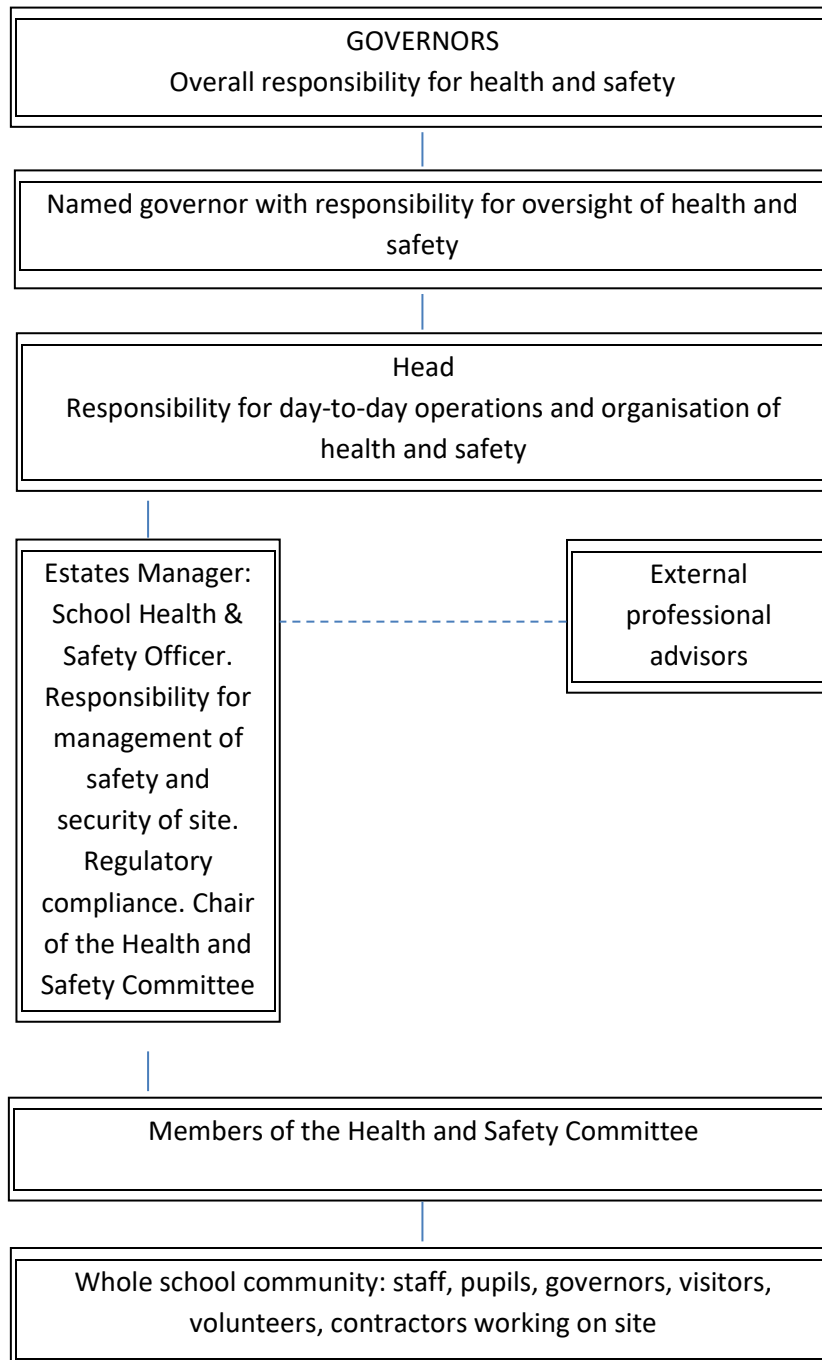 GOVERNORS
Overall responsibility for health and safety
Named governor with responsibility for oversight of health and
safety
Head
Responsibility for day-to-day operations and organisation of
health and safety
Estates Manager:
School Health &
Safety Officer.
Responsibility for
management of
safety and
security of site.
Regulatory
compliance. Chair
of the Health and
Safety Committee
External
professional
advisors
Members of the Health and Safety Committee
Whole school community: staff, pupils, governors, visitors,
volunteers, contractors working on site